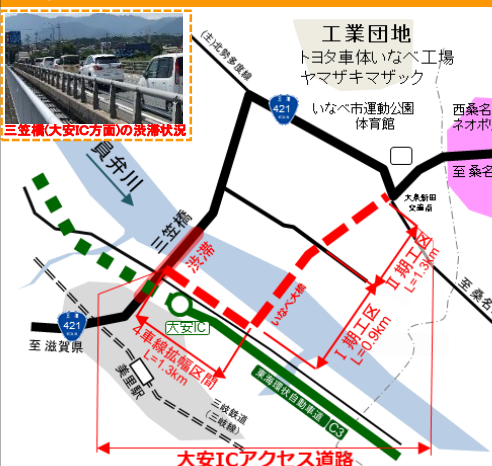 三笠橋(大安IC方面)の渋滞状況
(主)北勢多度線
工業団地
トヨタ車体いなべ工場
ヤマザキマザック
421
いなべ市運動公園
体育館
西桑名
ネオポリ
至 桑名
大泉新田
交差点
員弁川
三笠橋
渋滞
いなべ大橋
Ⅱ期工区
L=1.3km
Ⅰ期工区
L=0.9km
至 桑名
大安IC
421
至 滋賀県
4車線拡幅区間
L=1.3km
美里駅
三岐鉄道
(三岐線)
東海環状自動車道
C3
大安ICアクセス道路